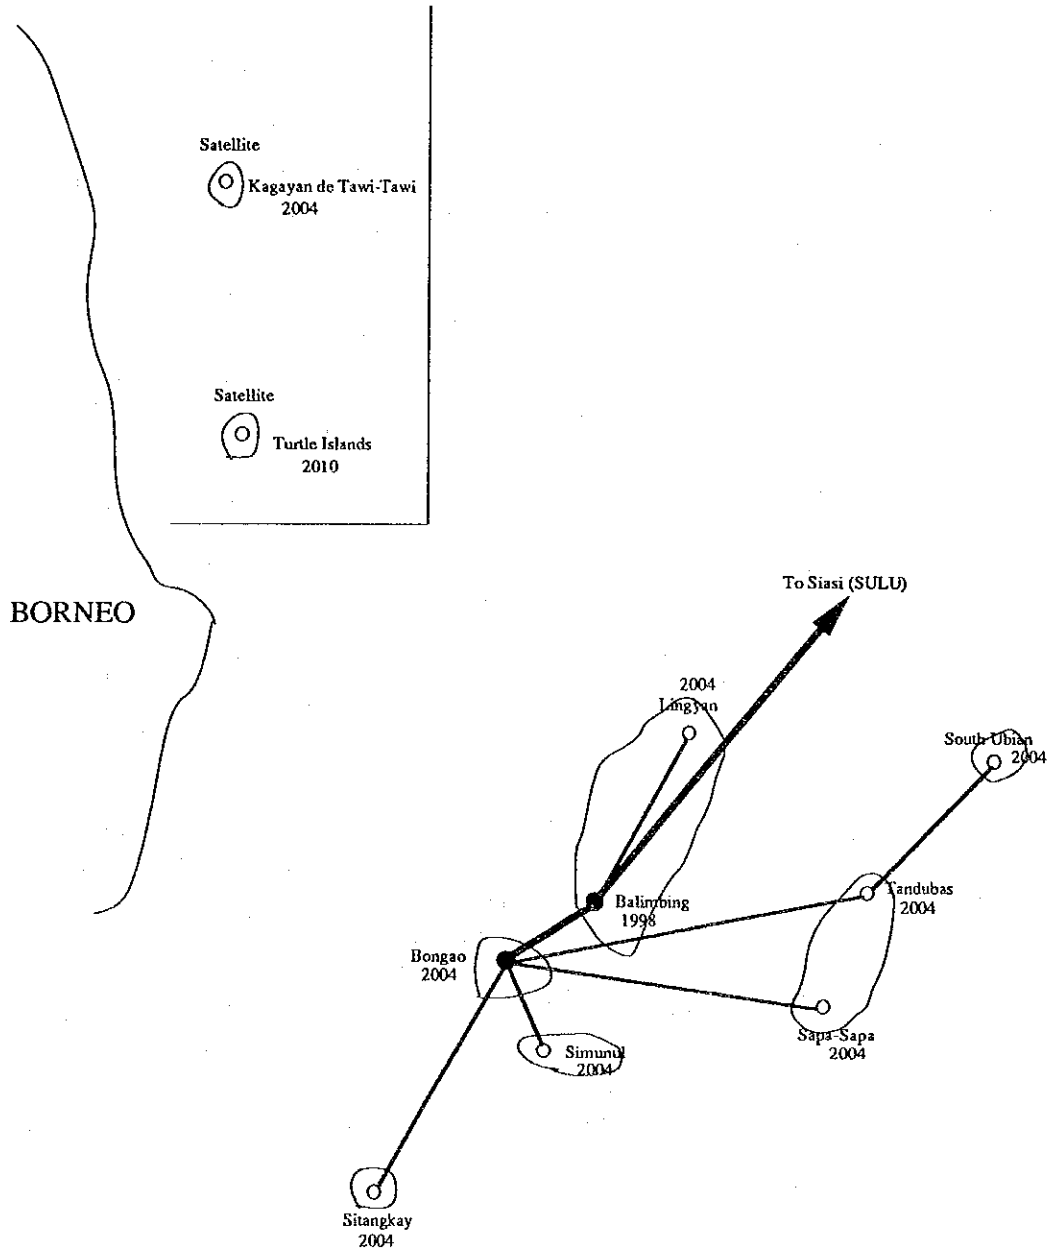 Satellite
Kagayan de Tawi-Tawi
2004
Satellite
Turtle Islands
2010
BORNEO
To Siasi (SULU)
2004
Lingyan
South Ubian
2004
Tandubas
2004
Balimbing
1998
Bongao
2004
Sapa-Sapa
2004
Simunul
2004
Sitangkay
2004